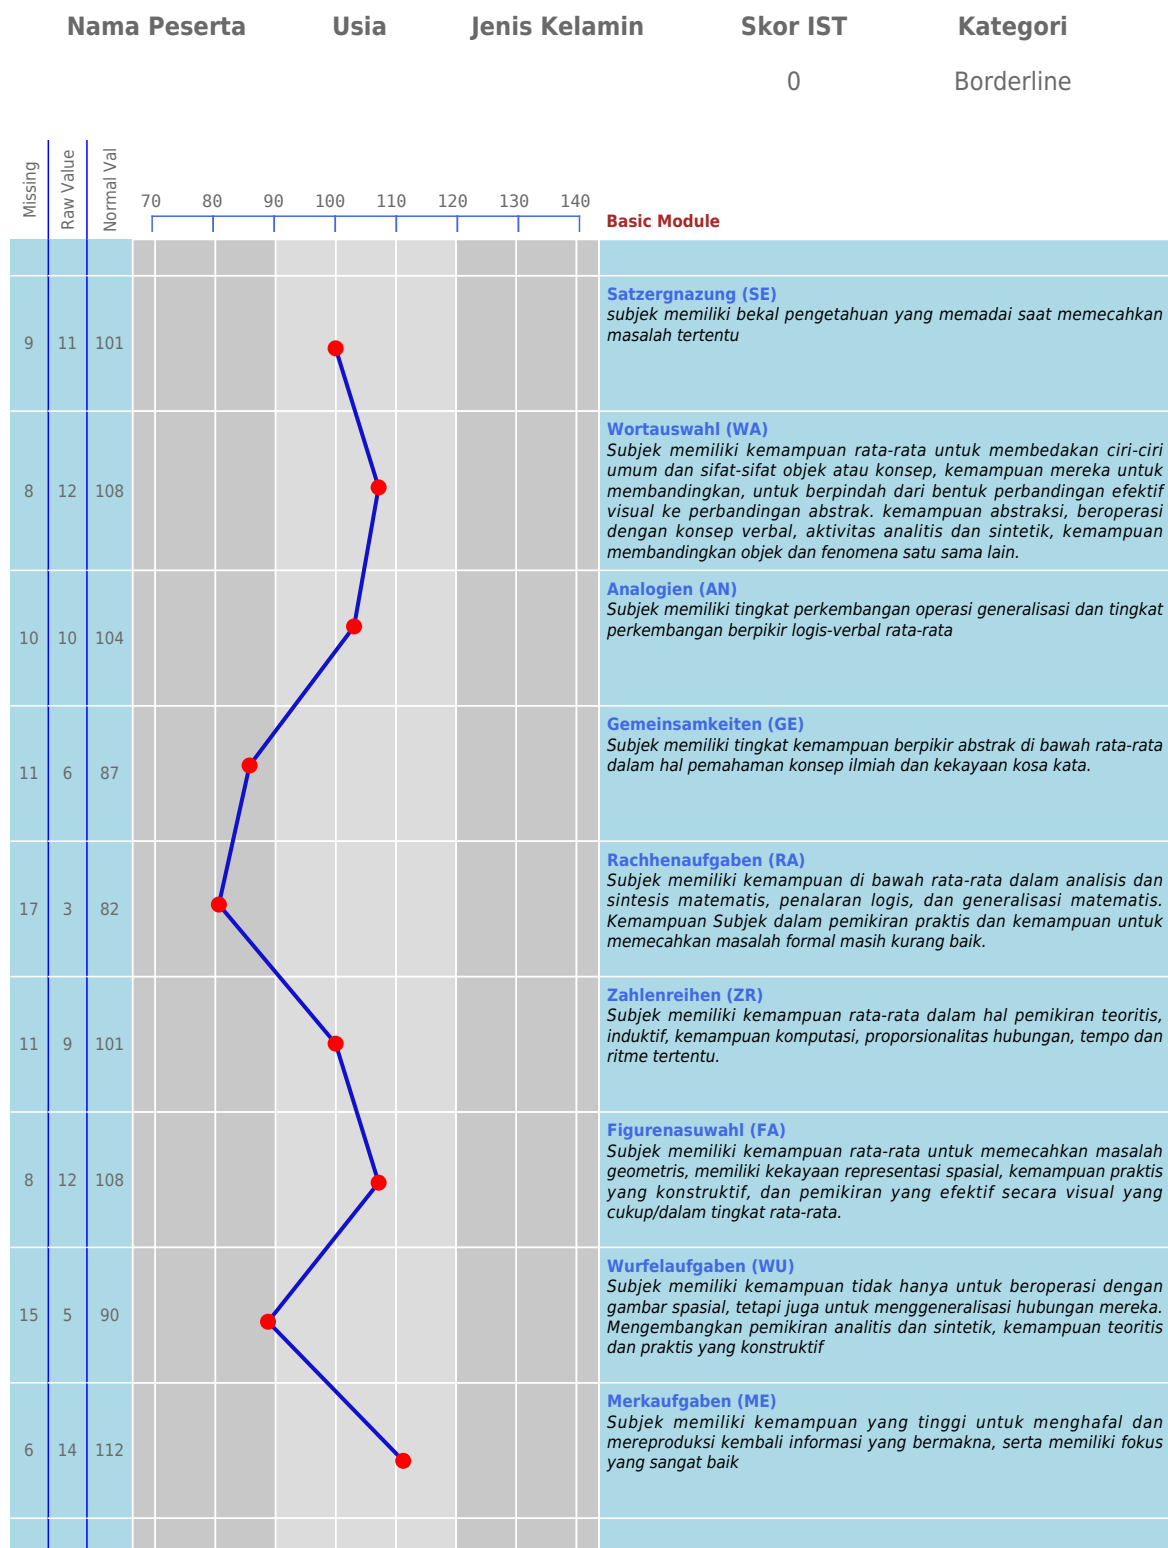 Nama Peserta Usia Jenis Kelamin Skor IST Kategori
0 Borderline
Missing
Raw Value
Normal Val
70 80 90 100 110 120 130 140
Basic Module
Satzergnazung (SE)
subjek memiliki bekal pengetahuan yang memadai saat memecahkan
masalah tertentu
9 11 101
Wortauswahl (WA)
Subjek memiliki kemampuan rata-rata untuk membedakan ciri-ciri
umum dan sifat-sifat objek atau konsep, kemampuan mereka untuk
membandingkan, untuk berpindah dari bentuk perbandingan efektif
visual ke perbandingan abstrak. kemampuan abstraksi, beroperasi
dengan konsep verbal, aktivitas analitis dan sintetik, kemampuan
membandingkan objek dan fenomena satu sama lain.
8 12 108
Analogien (AN)
Subjek memiliki tingkat perkembangan operasi generalisasi dan tingkat
perkembangan berpikir logis-verbal rata-rata
10 10 104
Gemeinsamkeiten (GE)
Subjek memiliki tingkat kemampuan berpikir abstrak di bawah rata-rata
dalam hal pemahaman konsep ilmiah dan kekayaan kosa kata.
11 6 87
Rachhenaufgaben (RA)
Subjek memiliki kemampuan di bawah rata-rata dalam analisis dan
sintesis matematis, penalaran logis, dan generalisasi matematis.
Kemampuan Subjek dalam pemikiran praktis dan kemampuan untuk
memecahkan masalah formal masih kurang baik.
17 3 82
Zahlenreihen (ZR)
Subjek memiliki kemampuan rata-rata dalam hal pemikiran teoritis,
induktif, kemampuan komputasi, proporsionalitas hubungan, tempo dan
ritme tertentu.
11 9 101
Figurenasuwahl (FA)
Subjek memiliki kemampuan rata-rata untuk memecahkan masalah
geometris, memiliki kekayaan representasi spasial, kemampuan praktis
yang konstruktif, dan pemikiran yang efektif secara visual yang
cukup/dalam tingkat rata-rata.
8 12 108
Wurfelaufgaben (WU)
Subjek memiliki kemampuan tidak hanya untuk beroperasi dengan
gambar spasial, tetapi juga untuk menggeneralisasi hubungan mereka.
Mengembangkan pemikiran analitis dan sintetik, kemampuan teoritis
dan praktis yang konstruktif
15 5 90
Merkaufgaben (ME)
Subjek memiliki kemampuan yang tinggi untuk menghafal dan
mereproduksi kembali informasi yang bermakna, serta memiliki fokus
yang sangat baik
6 14 112